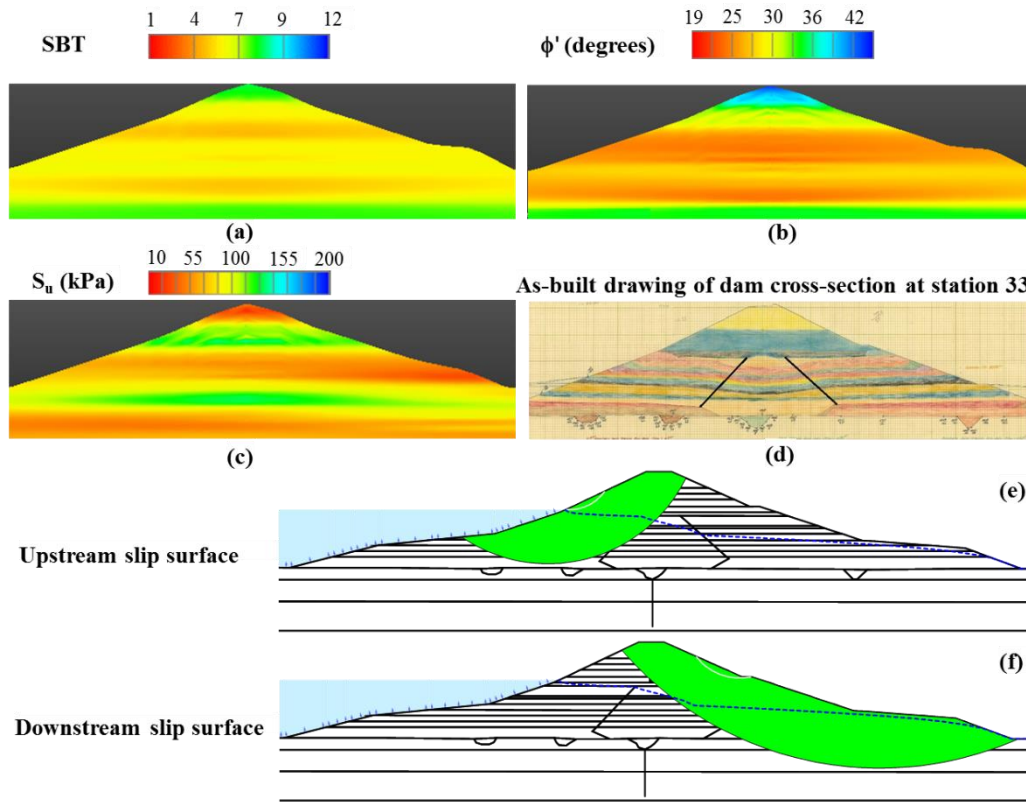 SBT
1 4 7 9 12
ϕ' (degrees)
19 25 30 36 42
(a)
(b)
Su (kPa)
10 55 100 155 200
As-built drawing of dam cross-section at station 33
(c)
(d)
(e)
Upstream slip surface
(f)
Downstream slip surface